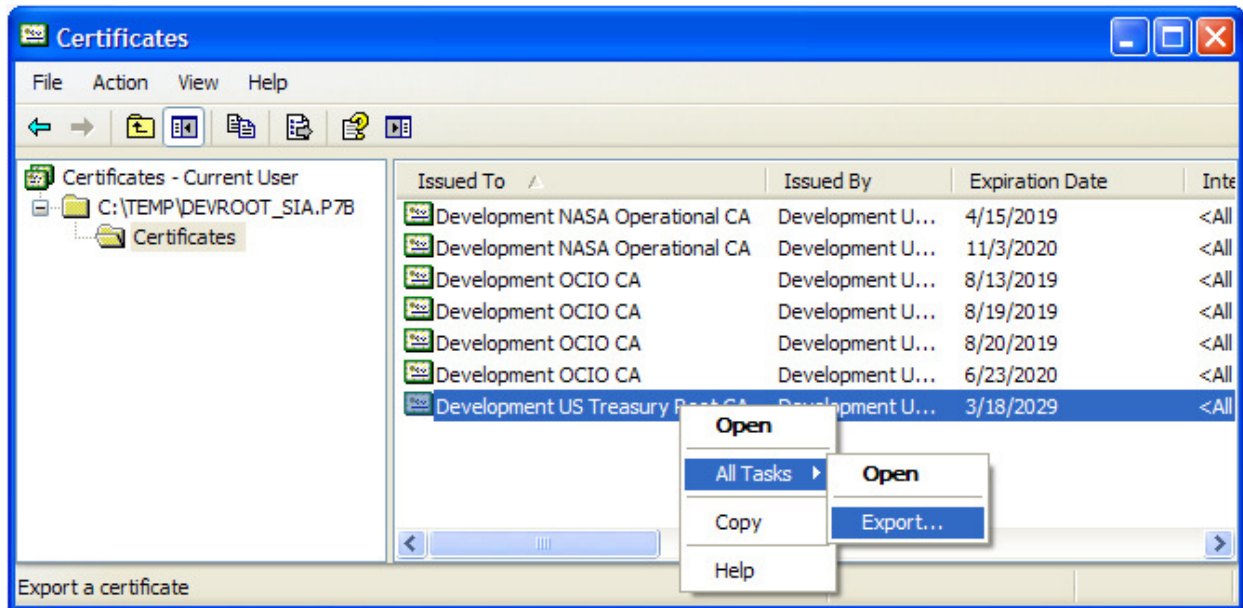 Certificates
File Action View Help
Certificates - Current User
C:\TEMP\DEVROOT_SIA.P7B
Certificates
Issued To Issued By Expiration Date Inte
Development NASA Operational CA Development U... 4/15/2019 <All
Development NASA Operational CA Development U... 11/3/2020 <All
Development OCIO CA Development U... 8/13/2019 <All
Development OCIO CA Development U... 8/19/2019 <All
Development OCIO CA Development U... 8/20/2019 <All
Development OCIO CA Development U... 6/23/2020 <All
Development US Treasury Root CA Development U... 3/18/2029 <All
Open
All Tasks
Copy
Help
Open
Export...
Export a certificate